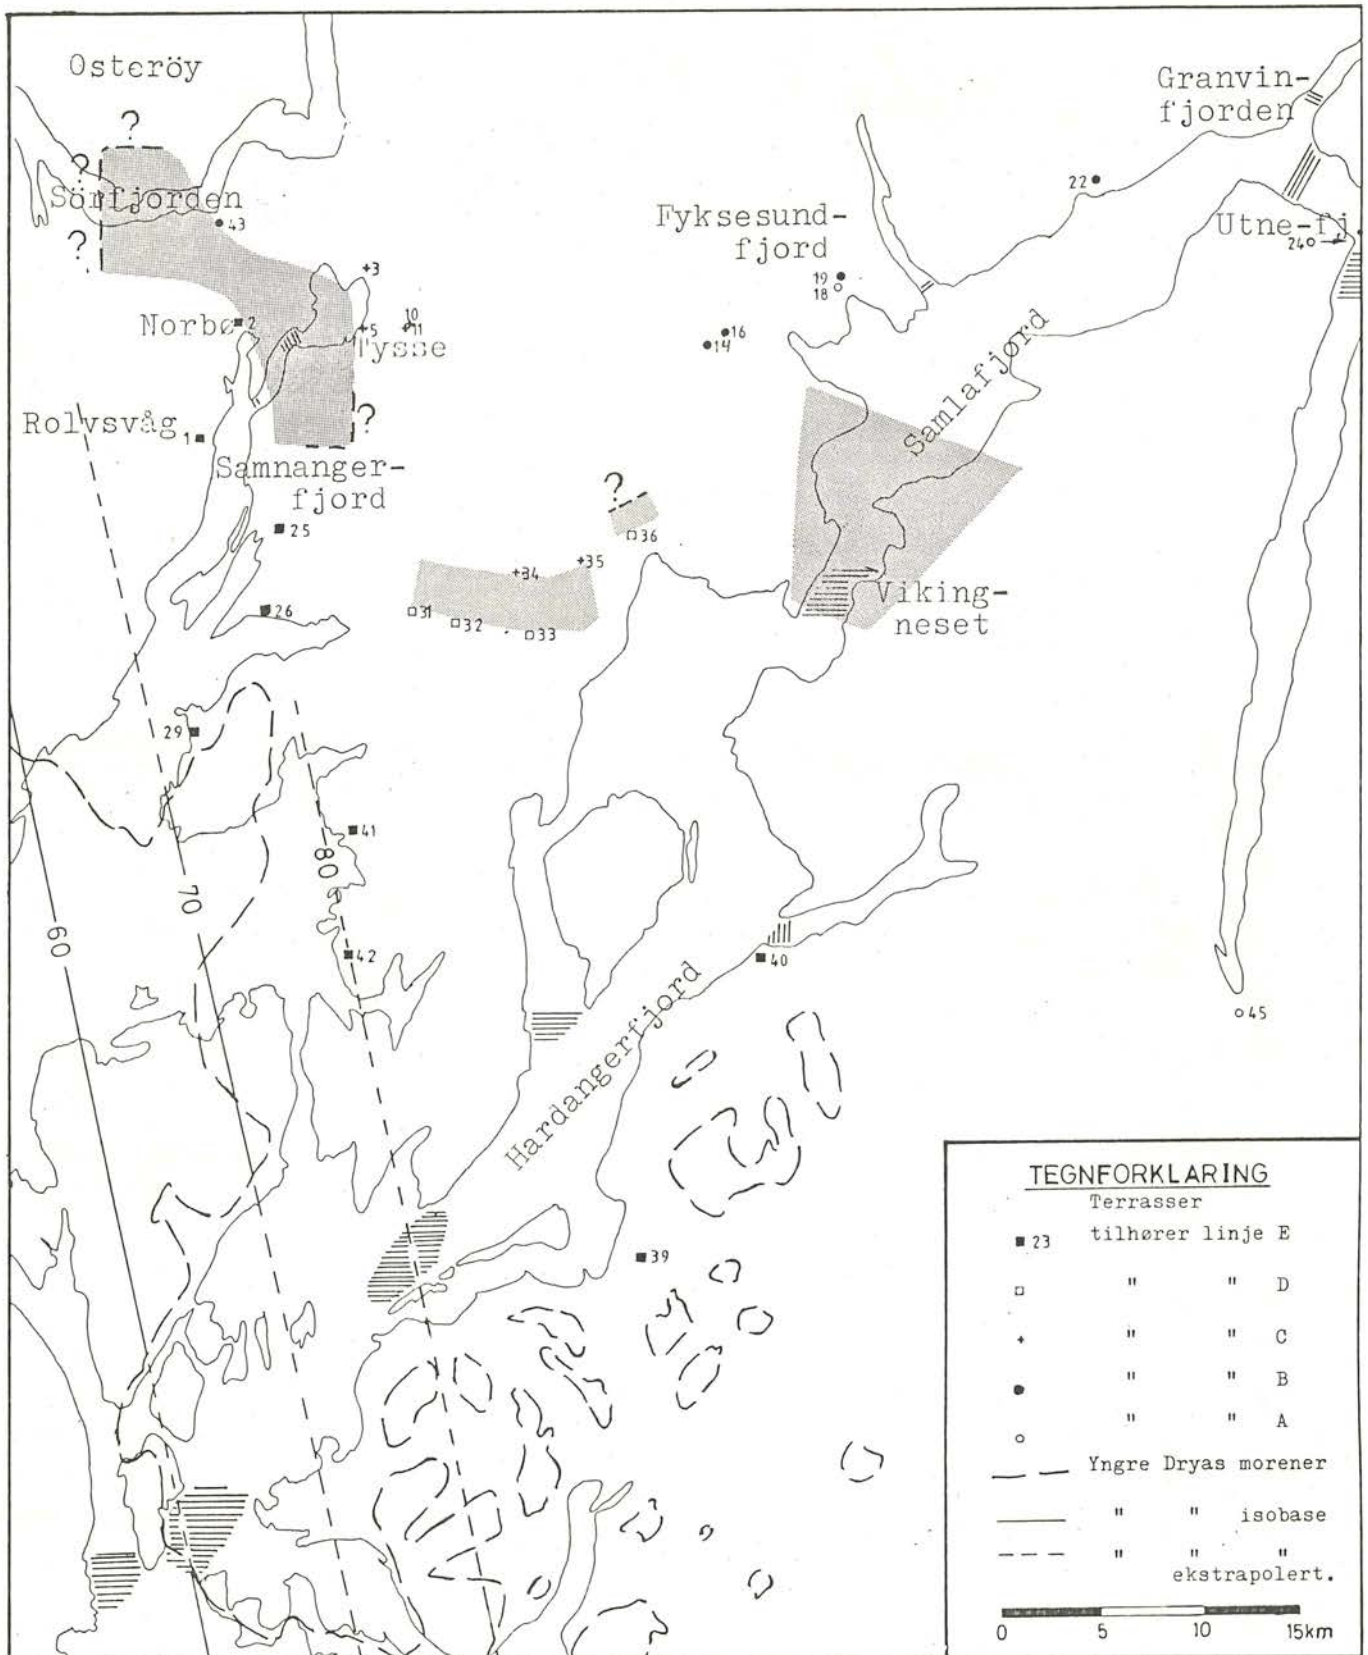 Osteröy
?
Granvin-
fjorden
?
22
Sörfjorden
43
?
Fyksesund-
fjord
Utne-fj.
24
3
19
18
Norbø
2
5
10
11
Tysse
16
14
Samlafjord
?
Rolvsvåg
1
Samnanger-
fjord
?
25
36
34
35
31
32
33
26
Viking-
neset
29
41
80
70
60
42
40
Hardangerfjord
45
39
TEGNFORKLARING
Terrasser
23 tilhører linje E
" " D
" " C
" " B
" " A
Yngre Dryas morener
" " isobase
" " "
ekstrapolert.
0 5 10 15km